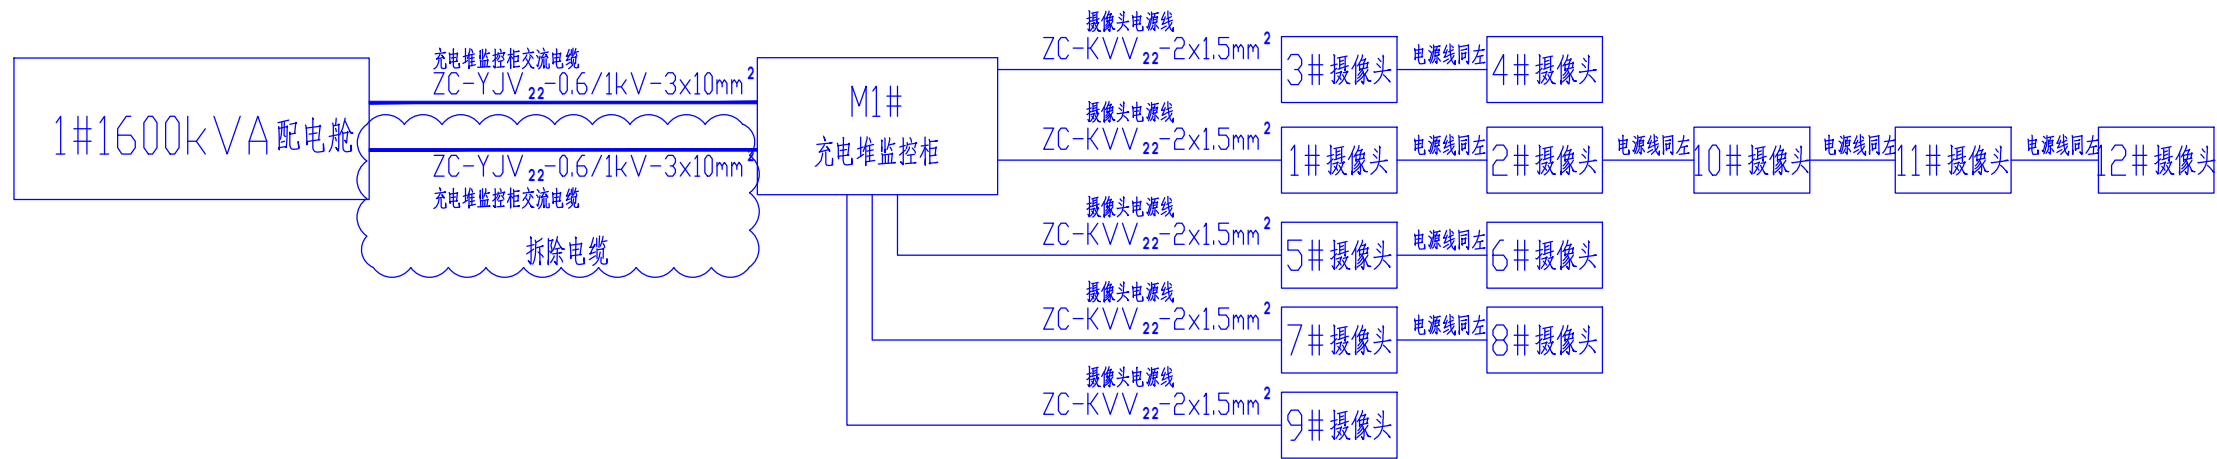 1#1600kVA配电舱
充电堆监控柜交流电缆
ZC-YJV22-0.6/1kV-3x10mm²
ZC-YJV22-0.6/1kV-3x10mm²
充电堆监控柜交流电缆
拆除电缆
M1#
充电堆监控柜
摄像头电源线
ZC-KVV22-2x1.5mm²
3#摄像头
电源线同左
4#摄像头
摄像头电源线
ZC-KVV22-2x1.5mm²
1#摄像头
电源线同左
2#摄像头
电源线同左
10#摄像头
电源线同左
11#摄像头
电源线同左
12#摄像头
摄像头电源线
ZC-KVV22-2x1.5mm²
5#摄像头
电源线同左
6#摄像头
摄像头电源线
ZC-KVV22-2x1.5mm²
7#摄像头
电源线同左
8#摄像头
摄像头电源线
ZC-KVV22-2x1.5mm²
9#摄像头